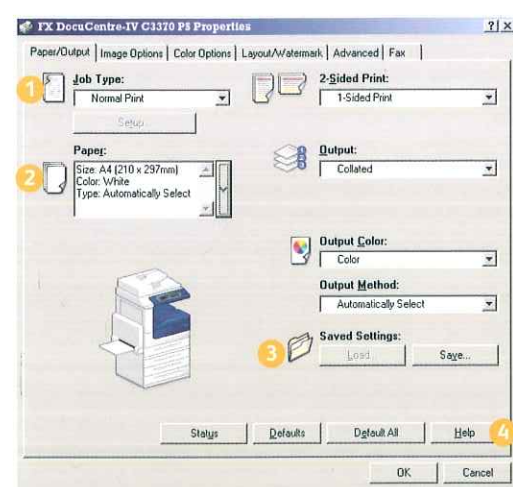 FX DocuCentre-IV C3370 PS Properties
Paper/Output Image Options Color Options Layout/Watermark Advanced Fax
1
Job Type:
Normal Print
Setup...
2-Sided Print:
1-Sided Print
2
Paper:
Size: A4 (210 x 297mm)
Color: White
Type: Automatically Select
Output:
Collated
Output Color:
Color
Output Method:
Automatically Select
3
Saved Settings:
Load Save...
Status Defaults Default All Help 4
OK Cancel